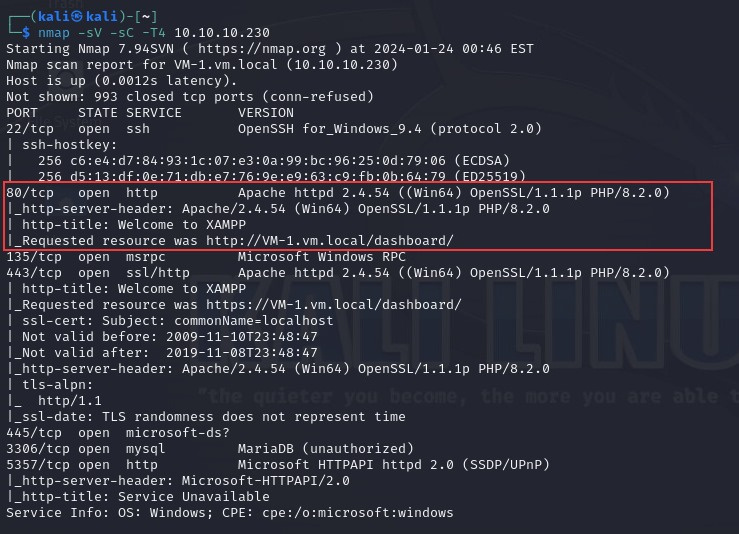 ┌──(kali㉿kali)-[~]
└─$ nmap -sV -sC -T4 10.10.10.230
Starting Nmap 7.94SVN ( https://nmap.org ) at 2024-01-24 00:46 EST
Nmap scan report for VM-1.vm.local (10.10.10.230)
Host is up (0.0012s latency).
Not shown: 993 closed tcp ports (conn-refused)
PORT     STATE SERVICE       VERSION
22/tcp   open  ssh           OpenSSH for_Windows_9.4 (protocol 2.0)
| ssh-hostkey:
|   256 c6:e4:d7:84:93:1c:07:e3:0a:99:bc:96:25:0d:79:06 (ECDSA)
|_  256 d5:13:df:0e:71:db:e7:76:9e:e9:63:c9:fb:0b:64:79 (ED25519)
80/tcp   open  http          Apache httpd 2.4.54 ((Win64) OpenSSL/1.1.1p PHP/8.2.0)
|_http-server-header: Apache/2.4.54 (Win64) OpenSSL/1.1.1p PHP/8.2.0
| http-title: Welcome to XAMPP
|_Requested resource was http://VM-1.vm.local/dashboard/
135/tcp  open  msrpc         Microsoft Windows RPC
443/tcp  open  ssl/http      Apache httpd 2.4.54 ((Win64) OpenSSL/1.1.1p PHP/8.2.0)
| http-title: Welcome to XAMPP
|_Requested resource was https://VM-1.vm.local/dashboard/
| ssl-cert: Subject: commonName=localhost
| Not valid before: 2009-11-10T23:48:47
|_Not valid after:  2019-11-08T23:48:47
|_http-server-header: Apache/2.4.54 (Win64) OpenSSL/1.1.1p PHP/8.2.0
| tls-alpn:
|_  http/1.1
|_ssl-date: TLS randomness does not represent time
445/tcp  open  microsoft-ds?
3306/tcp open  mysql         MariaDB (unauthorized)
5357/tcp open  http          Microsoft HTTPAPI httpd 2.0 (SSDP/UPnP)
|_http-server-header: Microsoft-HTTPAPI/2.0
|_http-title: Service Unavailable
Service Info: OS: Windows; CPE: cpe:/o:microsoft:windows
KALI LINU
"the quieter you become, the more you are able t